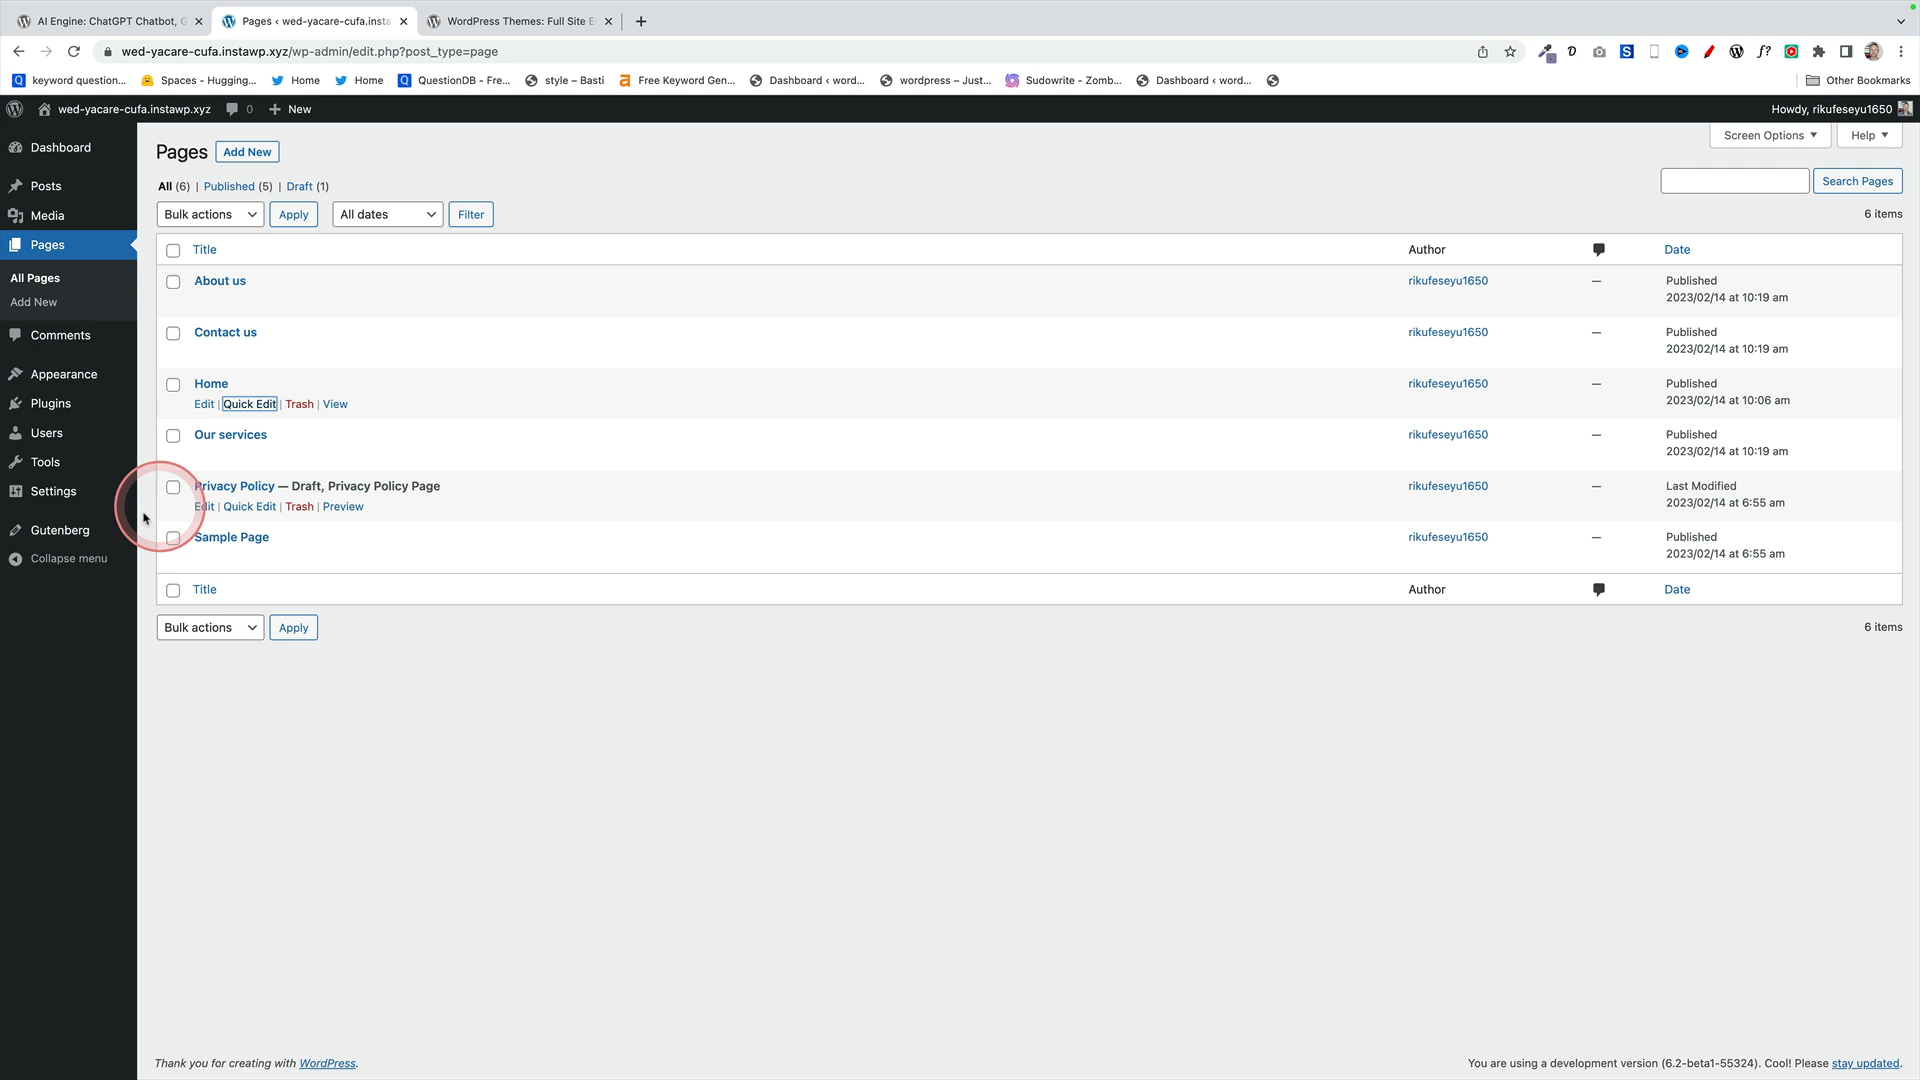 AI Engine: ChatGPT Chatbot, G
Pages ‹ wed-yacare-cufa.insta
WordPress Themes: Full Site E
wed-yacare-cufa.instawp.xyz/wp-admin/edit.php?post_type=page
keyword question...
Spaces - Hugging...
Home
Home
QuestionDB - Fre...
style – Basti
Free Keyword Gen...
Dashboard ‹ word...
wordpress – Just...
Sudowrite - Zomb...
Dashboard ‹ word...
Other Bookmarks
wed-yacare-cufa.instawp.xyz
0
New
Howdy, rikufeseyu1650
Dashboard
Posts
Media
Pages
All Pages
Add New
Comments
Appearance
Plugins
Users
Tools
Settings
Gutenberg
Collapse menu
Screen Options
Help
Pages
Add New
All (6) | Published (5) | Draft (1)
Search Pages
Bulk actions
Apply
All dates
Filter
6 items
Title
Author
Date
About us
rikufeseyu1650
—
Published
2023/02/14 at 10:19 am
Contact us
rikufeseyu1650
—
Published
2023/02/14 at 10:19 am
Home
Edit | Quick Edit | Trash | View
rikufeseyu1650
—
Published
2023/02/14 at 10:06 am
Our services
rikufeseyu1650
—
Published
2023/02/14 at 10:19 am
Privacy Policy — Draft, Privacy Policy Page
Edit | Quick Edit | Trash | Preview
rikufeseyu1650
—
Last Modified
2023/02/14 at 6:55 am
Sample Page
rikufeseyu1650
—
Published
2023/02/14 at 6:55 am
Title
Author
Date
Bulk actions
Apply
6 items
Thank you for creating with WordPress.
You are using a development version (6.2-beta1-55324). Cool! Please stay updated.